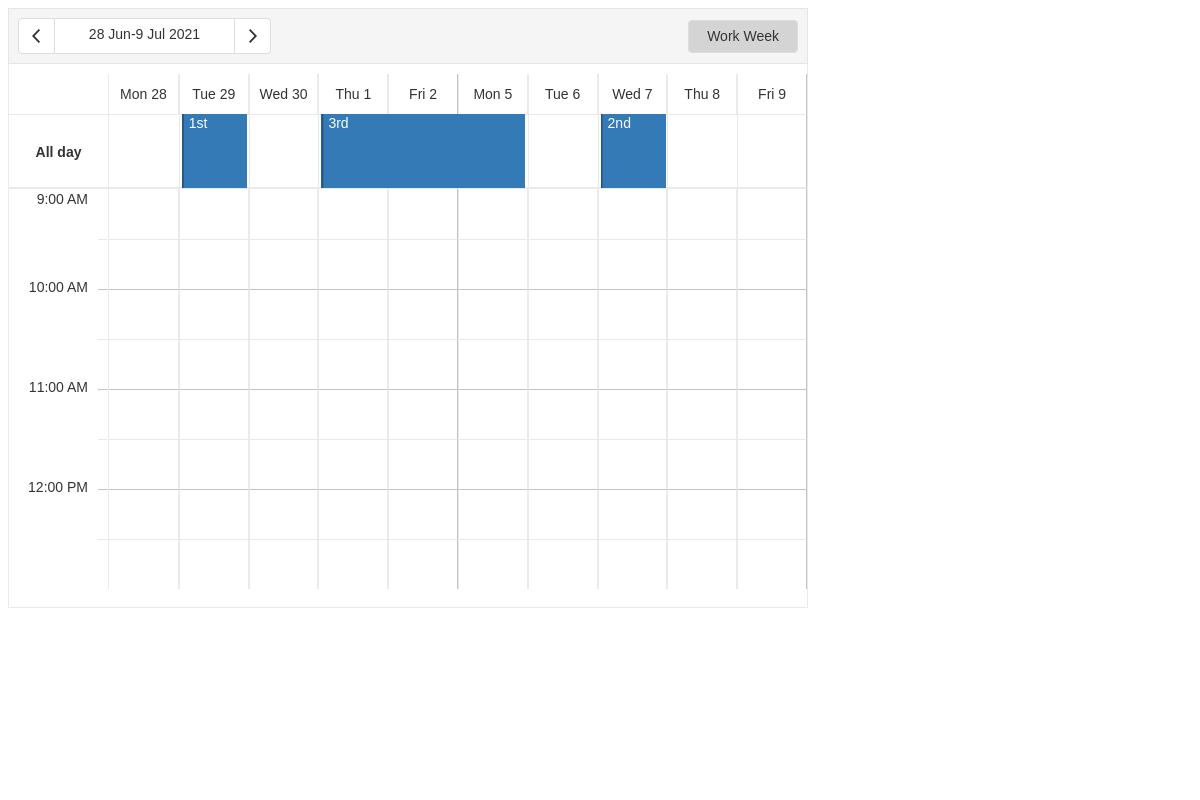 28 Jun-9 Jul 2021
Work Week
Mon 28 Tue 29 Wed 30 Thu 1 Fri 2 Mon 5 Tue 6 Wed 7 Thu 8 Fri 9
All day 1st 3rd 2nd
9:00 AM
10:00 AM
11:00 AM
12:00 PM